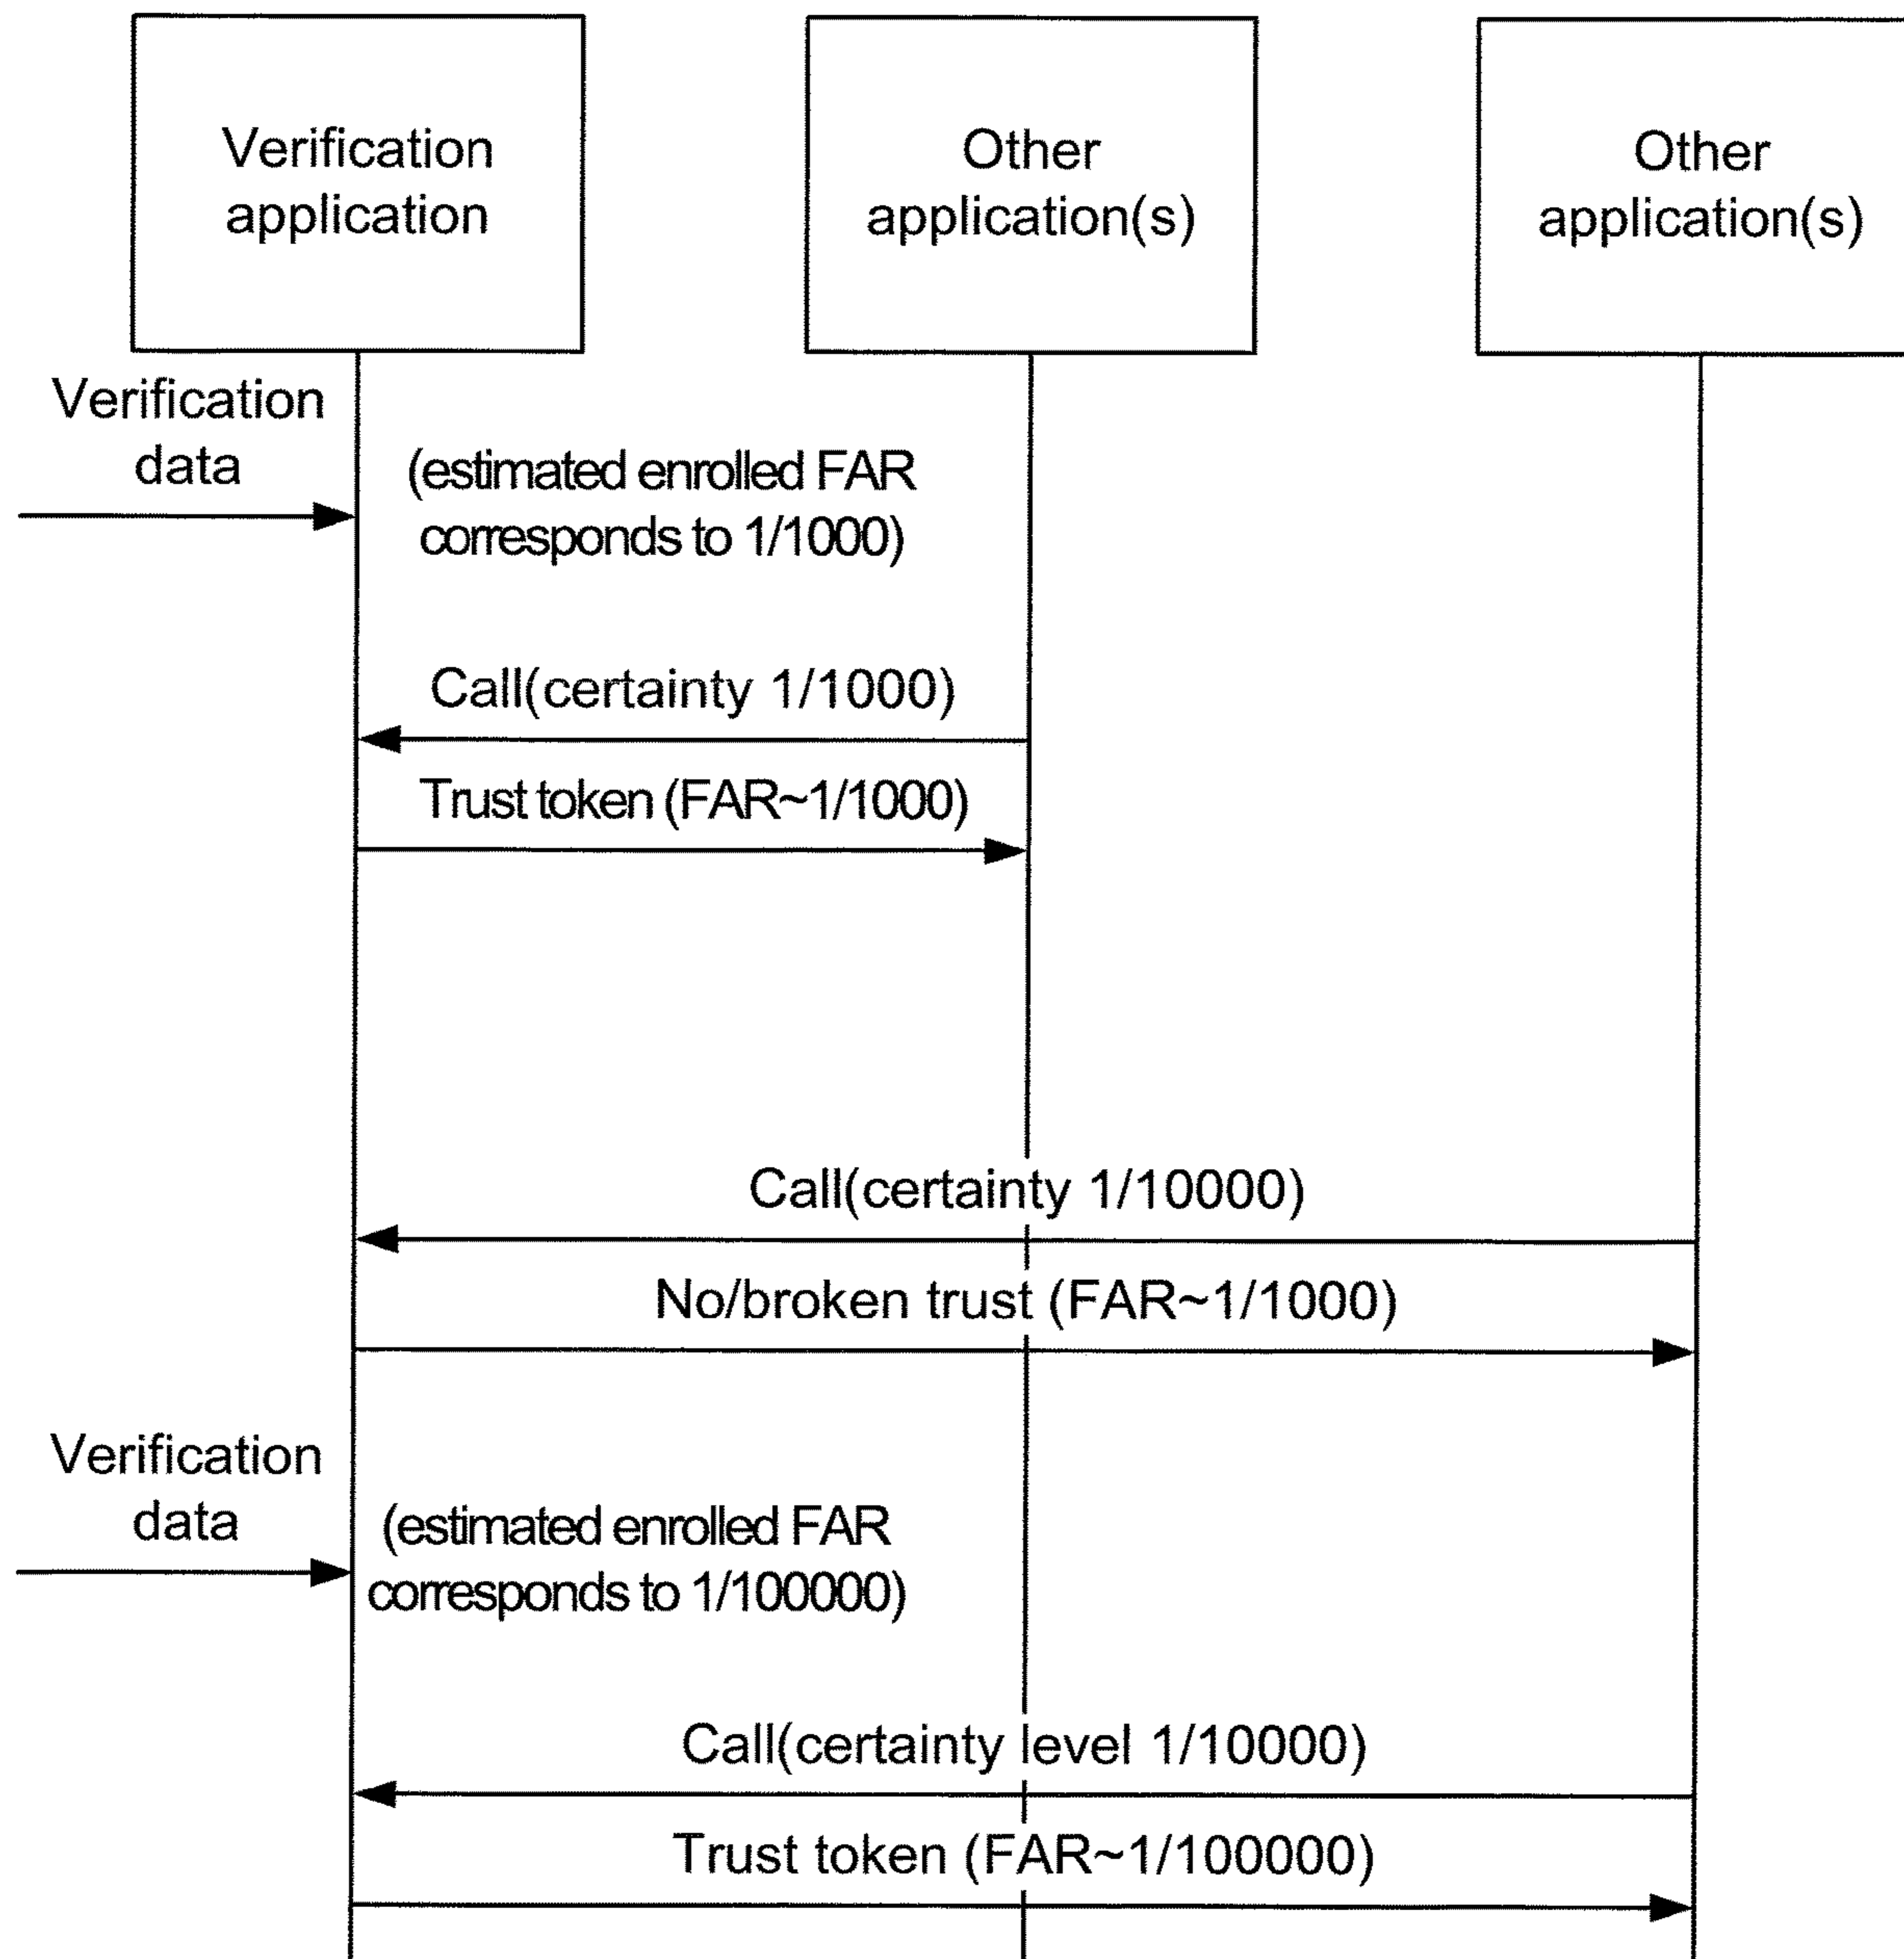 Verification
application
Other
application(s)
Other
application(s)
Verification
data
(estimated enrolled FAR
corresponds to 1/1000)
Call(certainty 1/1000)
Trust token (FAR~1/1000)
Call(certainty 1/10000)
No/broken trust (FAR~1/1000)
Verification
data
(estimated enrolled FAR
corresponds to 1/100000)
Call(certainty level 1/10000)
Trust token (FAR~1/100000)